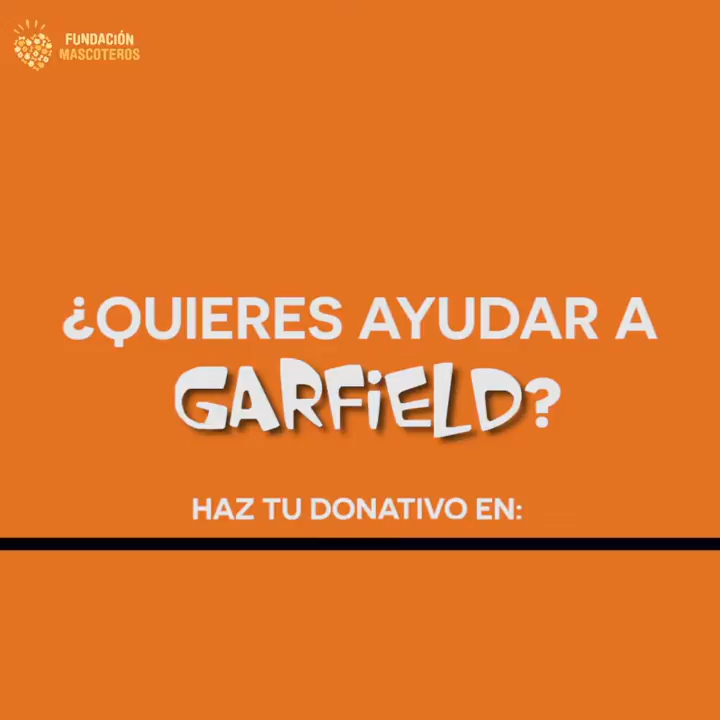 FUNDACIÓN
MASCOTEROS
¿QUIERES AYUDAR A
GARFiELD?
HAZ TU DONATIVO EN: